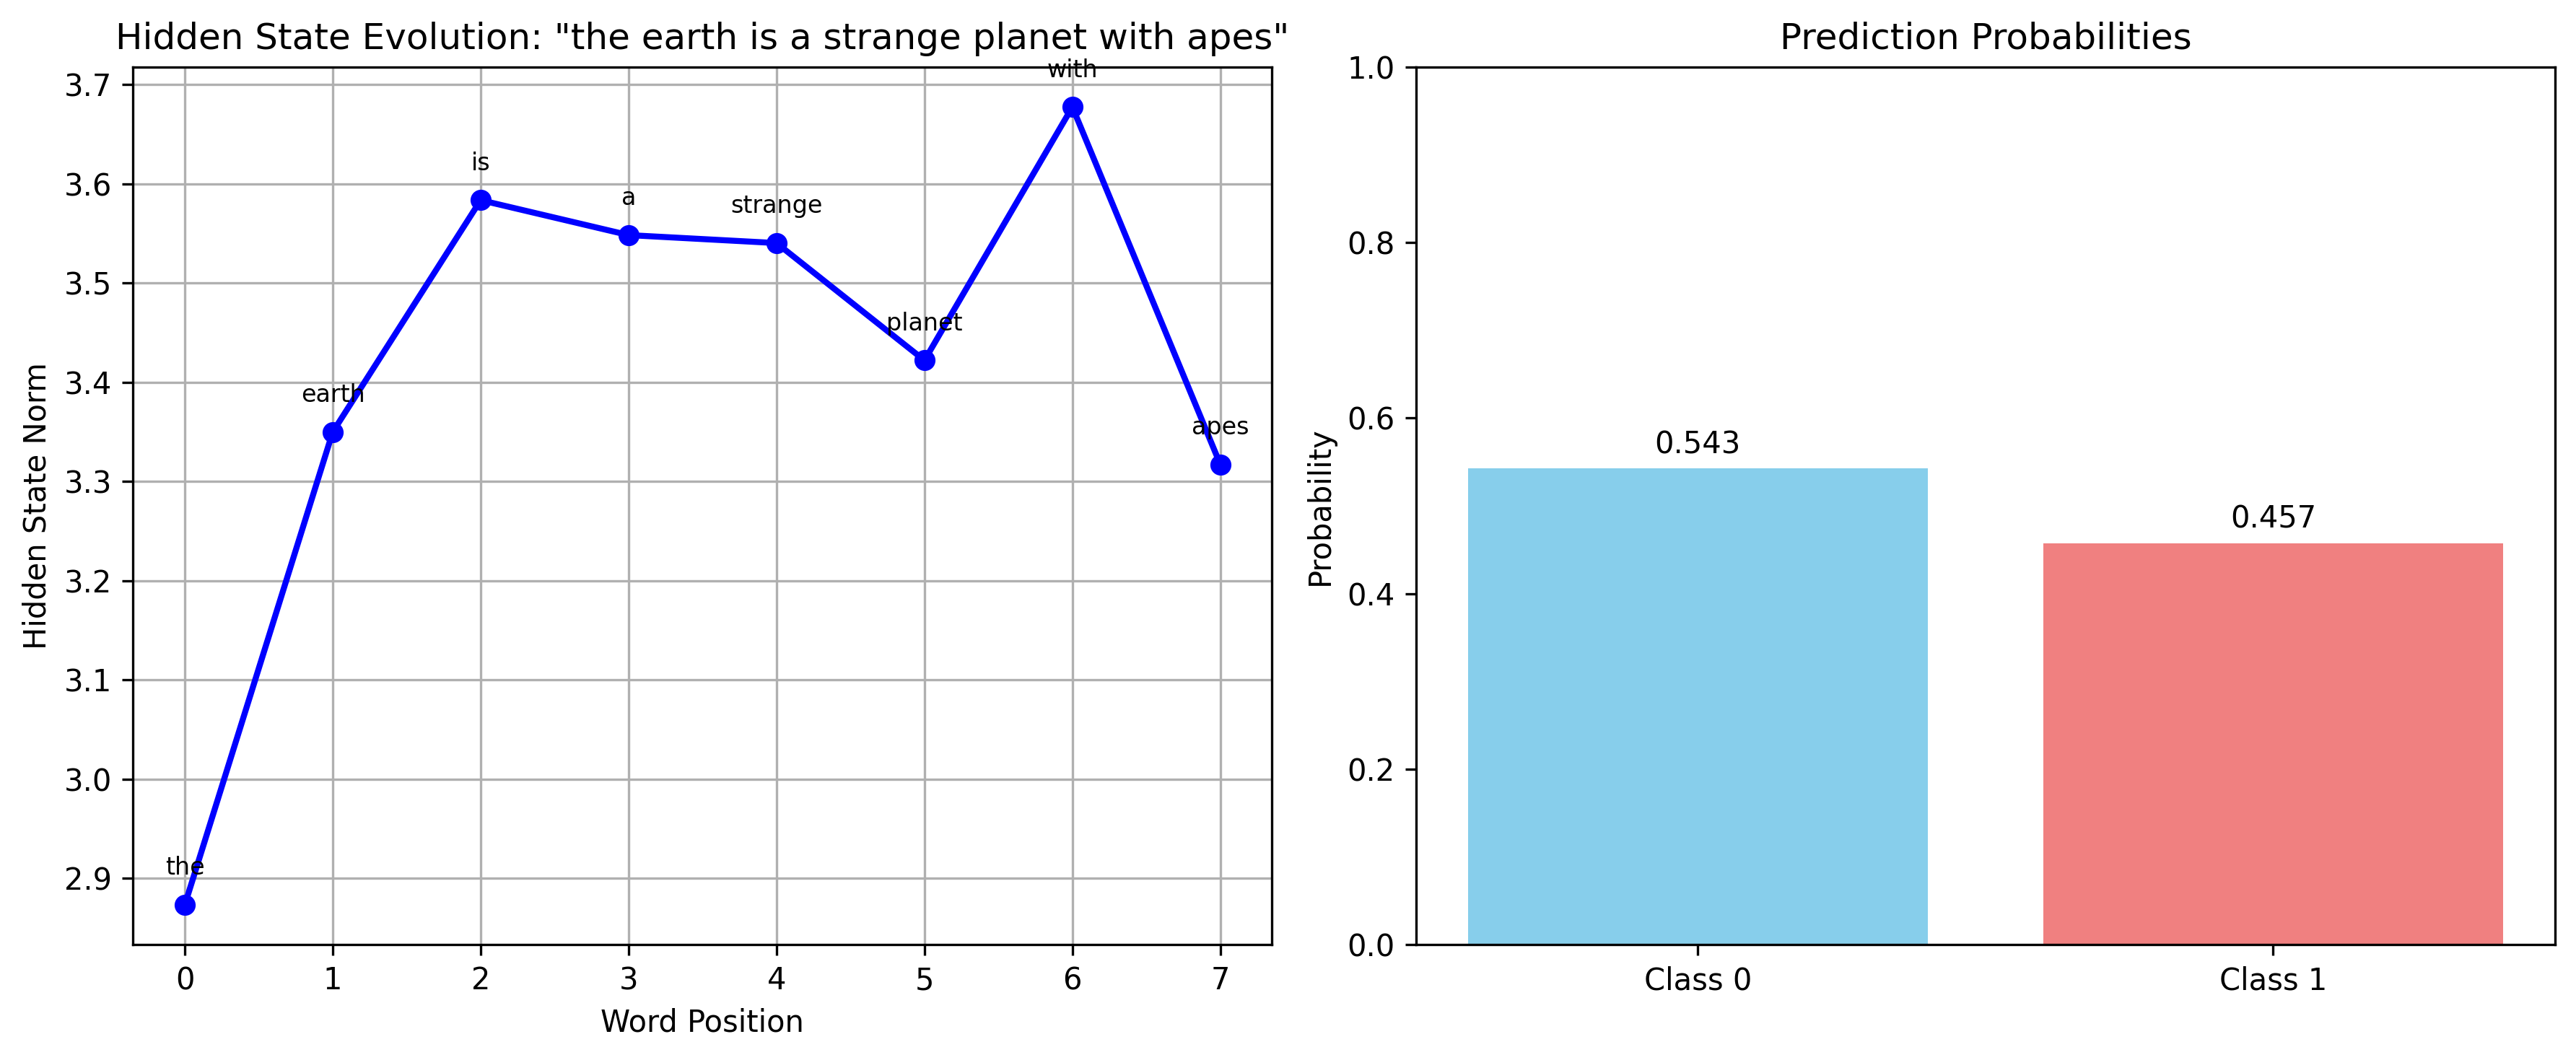 Hidden State Evolution: "the earth is a strange planet with apes"
Hidden State Norm
3.7
3.6
3.5
3.4
3.3
3.2
3.1
3.0
2.9
the
earth
is
a
strange
planet
with
apes
0
1
2
3
4
5
6
7
Word Position
Prediction Probabilities
Probability
1.0
0.8
0.6
0.4
0.2
0.0
0.543
0.457
Class 0
Class 1